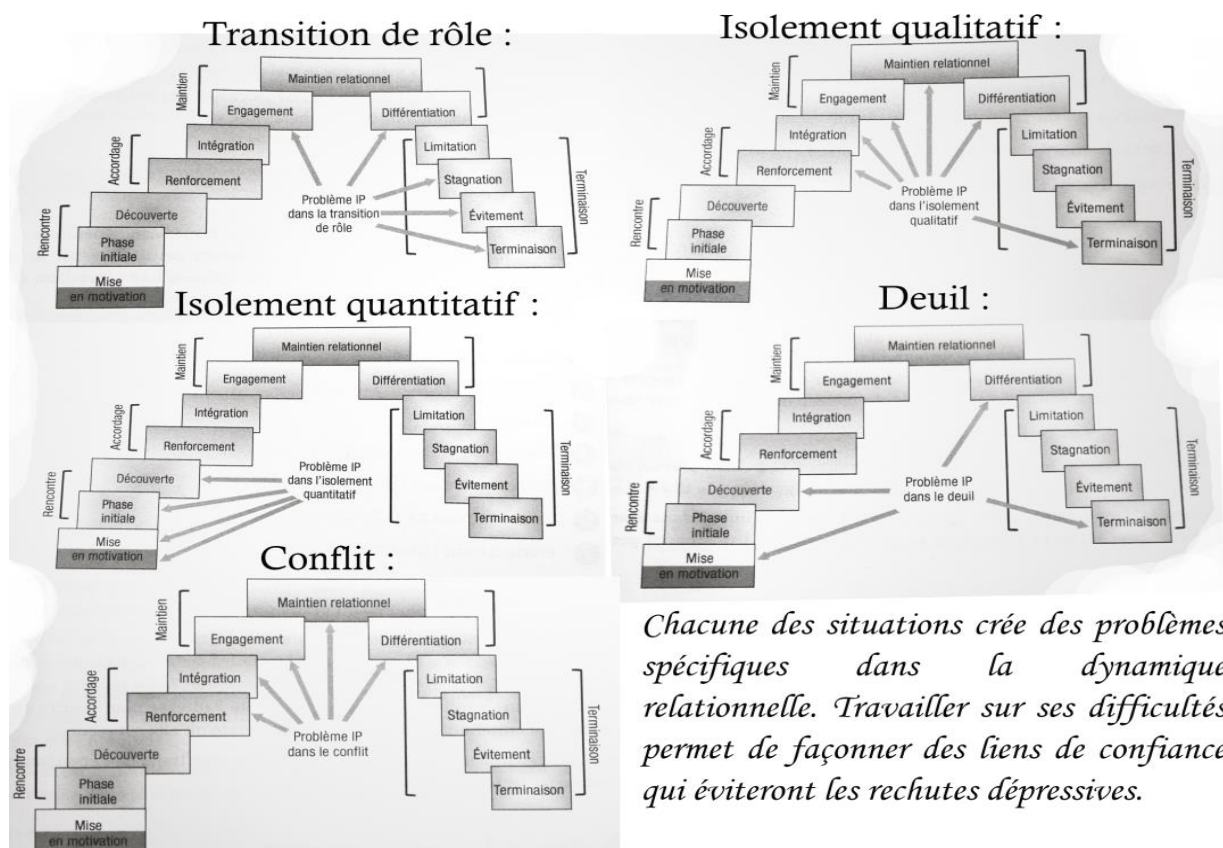 Transition de rôle :
Maintien relationnel
Maintien
Engagement
Différentiation
Accordage
Intégration
Limitation
Renforcement
Stagnation
Terminaison
Problème IP
dans la transition
de rôle
Rencontre
Découverte
Évitement
Phase
initiale
Terminaison
Mise
en motivation
Isolement qualitatif :
Maintien relationnel
Maintien
Engagement
Différentiation
Accordage
Intégration
Limitation
Renforcement
Stagnation
Terminaison
Problème IP
dans l'isolement
qualitatif
Rencontre
Découverte
Évitement
Phase
initiale
Terminaison
Mise
en motivation
Isolement quantitatif :
Maintien relationnel
Maintien
Engagement
Différentiation
Accordage
Intégration
Limitation
Renforcement
Stagnation
Terminaison
Problème IP
dans l'isolement
quantitatif
Rencontre
Découverte
Évitement
Phase
initiale
Terminaison
Mise
en motivation
Deuil :
Maintien relationnel
Maintien
Engagement
Différentiation
Accordage
Intégration
Limitation
Renforcement
Stagnation
Terminaison
Problème IP
dans le deuil
Rencontre
Découverte
Évitement
Phase
initiale
Terminaison
Mise
en motivation
Conflit :
Maintien relationnel
Maintien
Engagement
Différentiation
Accordage
Intégration
Limitation
Renforcement
Stagnation
Terminaison
Problème IP
dans le conflit
Rencontre
Découverte
Évitement
Phase
initiale
Terminaison
Mise
en motivation
Chacune des situations crée des problèmes
spécifiques dans la dynamique
relationnelle. Travailler sur ses difficultés
permet de façonner des liens de confiance
qui éviteront les rechutes dépressives.